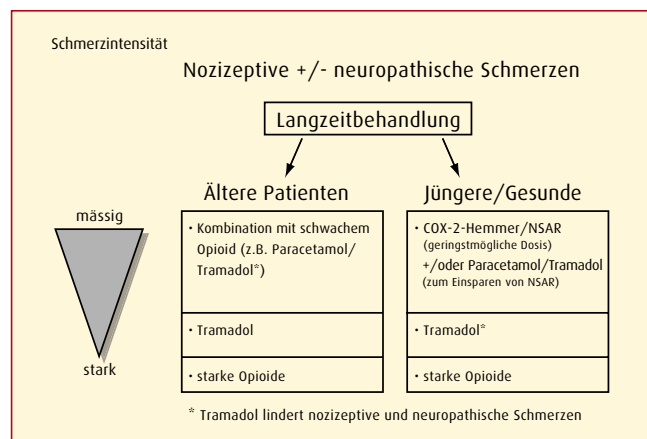 Schmerzintensität
Nozizeptive +/- neuropathische Schmerzen
Langzeitbehandlung
Ältere Patienten
Jüngere/Gesunde
mässig
stark
· Kombination mit schwachem
Opioid (z.B. Paracetamol/
Tramadol*)
· Tramadol
· starke Opioide
· COX-2-Hemmer/NSAR
(geringstmögliche Dosis)
+/oder Paracetamol/Tramadol
(zum Einsparen von NSAR)
· Tramadol*
· starke Opioide
* Tramadol lindert nozizeptive und neuropathische Schmerzen